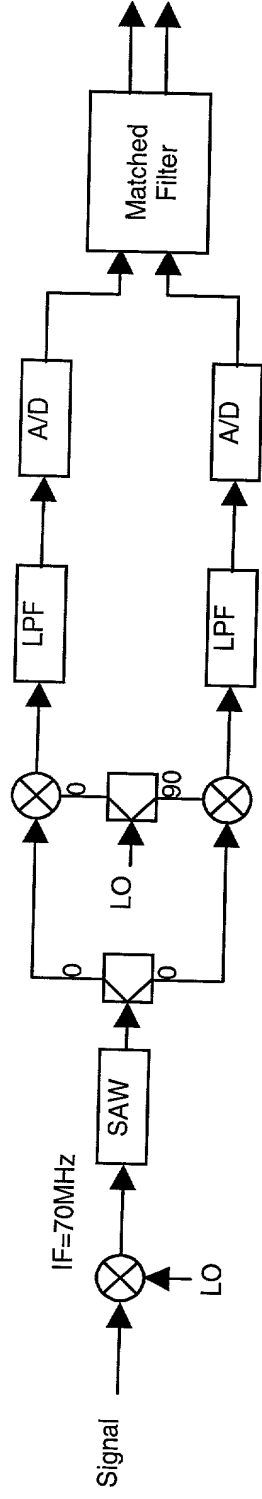 Signal
LO
IF=70MHz
SAW
0
0
LO
0
90
LPF
LPF
A/D
A/D
Matched
Filter